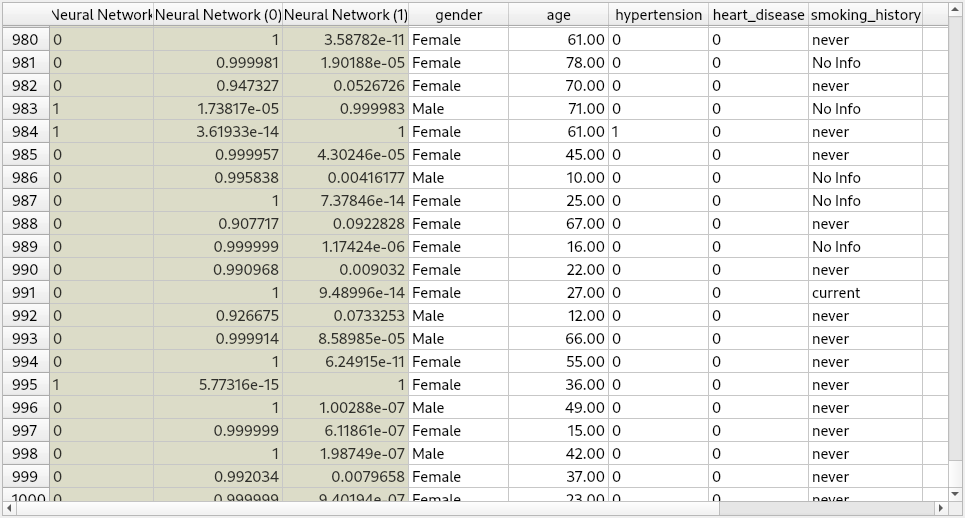 Neural Network Neural Network (0) Neural Network (1) gender age hypertension heart_disease smoking_history
980 0 1 3.58782e-11 Female 61.00 0 0 never
981 0 0.999981 1.90188e-05 Female 78.00 0 0 No Info
982 0 0.947327 0.0526726 Female 70.00 0 0 never
983 1 1.73817e-05 0.999983 Male 71.00 0 0 No Info
984 1 3.61933e-14 1 Female 61.00 1 0 never
985 0 0.999957 4.30246e-05 Female 45.00 0 0 never
986 0 0.995838 0.00416177 Male 10.00 0 0 No Info
987 0 1 7.37846e-14 Female 25.00 0 0 No Info
988 0 0.907717 0.0922828 Female 67.00 0 0 never
989 0 0.999999 1.17424e-06 Female 16.00 0 0 No Info
990 0 0.990968 0.009032 Female 22.00 0 0 never
991 0 1 9.48996e-14 Female 27.00 0 0 current
992 0 0.926675 0.0733253 Male 12.00 0 0 never
993 0 0.999914 8.58985e-05 Male 66.00 0 0 never
994 0 1 6.24915e-11 Female 55.00 0 0 never
995 1 5.77316e-15 1 Female 36.00 0 0 never
996 0 1 1.00288e-07 Male 49.00 0 0 never
997 0 0.999999 6.11861e-07 Female 15.00 0 0 never
998 0 1 1.98749e-07 Male 42.00 0 0 never
999 0 0.992034 0.0079658 Female 37.00 0 0 never
1000 0 0.999999 9.40194e-07 Female 23.00 0 0 never